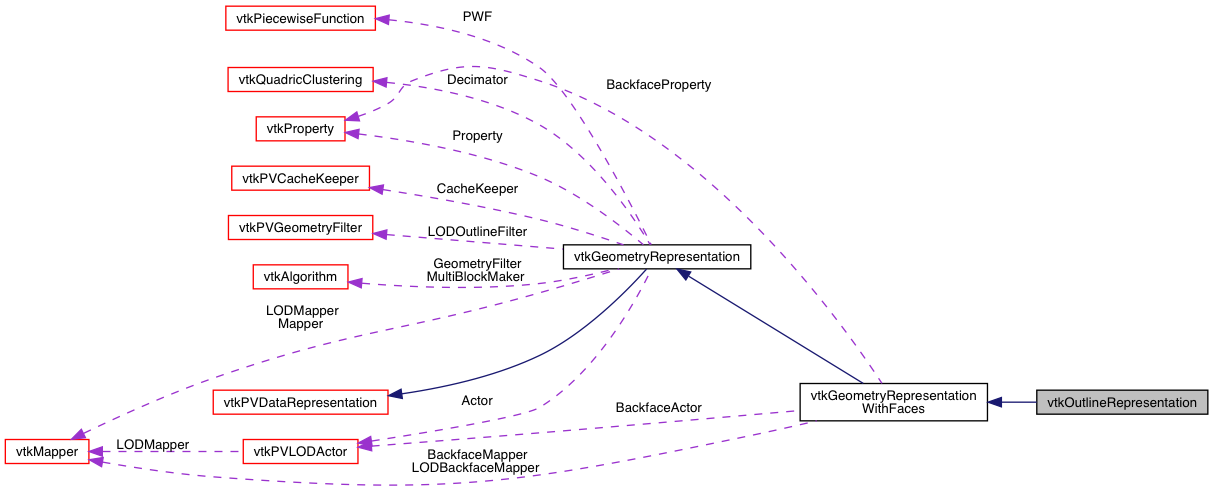 vtkPiecewiseFunction
PWF
vtkQuadricClustering
Decimator
BackfaceProperty
vtkProperty
Property
vtkPVCacheKeeper
CacheKeeper
vtkPVGeometryFilter
LODOutlineFilter
vtkGeometryRepresentation
vtkAlgorithm
GeometryFilter
MultiBlockMaker
LODMapper
Mapper
vtkPVDataRepresentation
Actor
BackfaceActor
vtkGeometryRepresentation
WithFaces
vtkOutlineRepresentation
vtkMapper
LODMapper
vtkPVLODActor
BackfaceMapper
LODBackfaceMapper